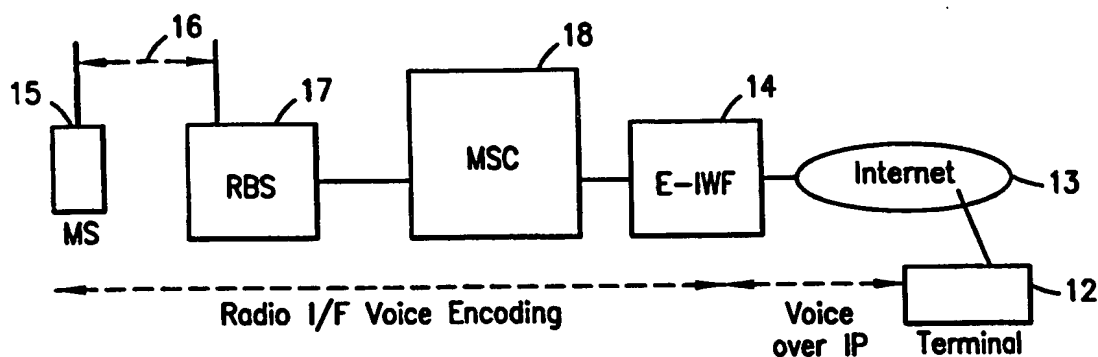 16
18
15
17
14
MSC
RBS
E-IWF
Internet
13
MS
12
Radio I/F Voice Encoding
Voice
over IP
Terminal